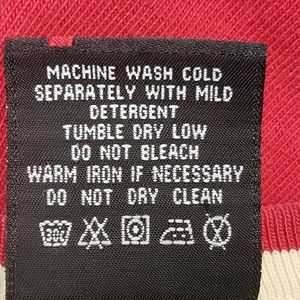 MACHINE WASH COLD
SEPARATELY WITH MILD
DETERGENT
TUMBLE DRY LOW
DO NOT BLEACH
WARM IRON IF NECESSARY
DO NOT DRY CLEAN
30